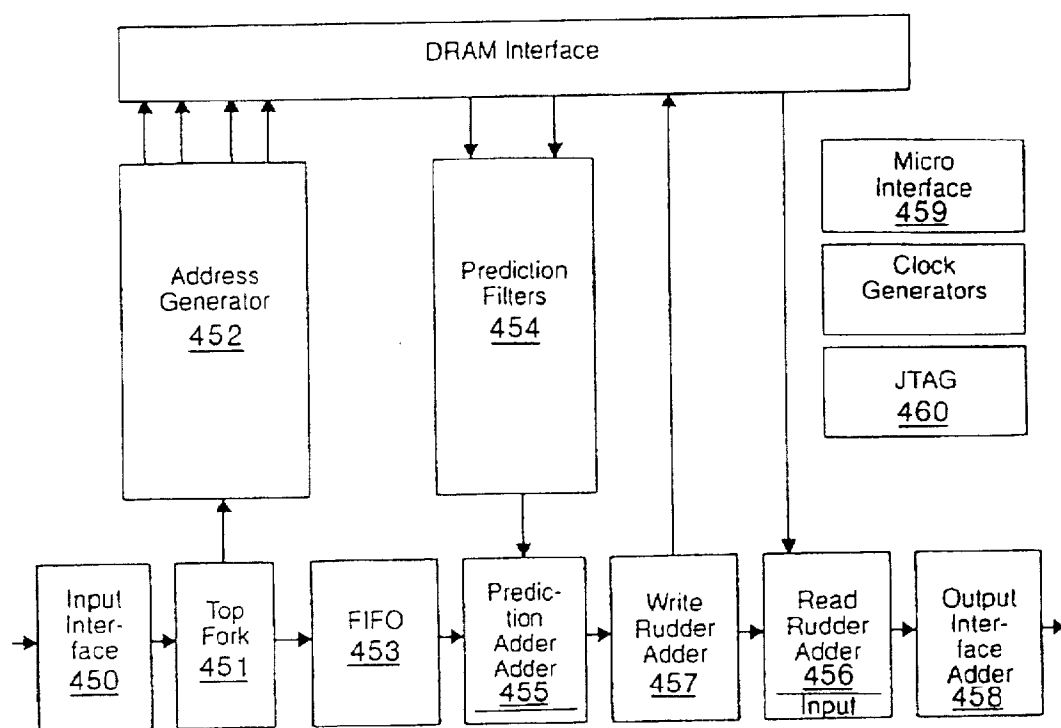 DRAM Interface
Micro
Interface
459
Clock
Generators
JTAG
460
Address
Generator
452
Prediction
Filters
454
Input
Inter-
face
450
Top
Fork
451
FIFO
453
Predic-
tion
Adder
Adder
455
Write
Rudder
Adder
457
Read
Rudder
Adder
456
Input
Output
Inter-
face
Adder
458